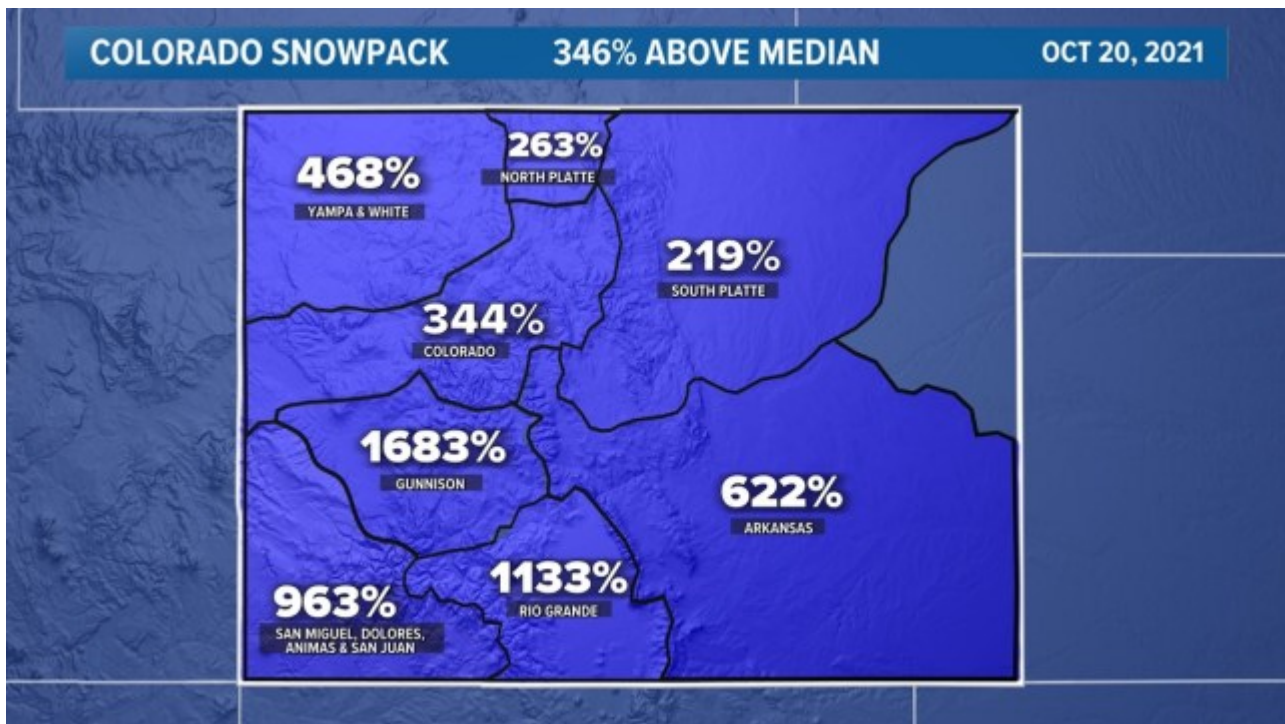 COLORADO SNOWPACK 346% ABOVE MEDIAN OCT 20, 2021
263%
NORTH PLATTE
468%
YAMPA & WHITE
219%
SOUTH PLATTE
344%
COLORADO
1683%
GUNNISON
622%
ARKANSAS
1133%
RIO GRANDE
963%
SAN MIGUEL, DOLORES,
ANIMAS & SAN JUAN